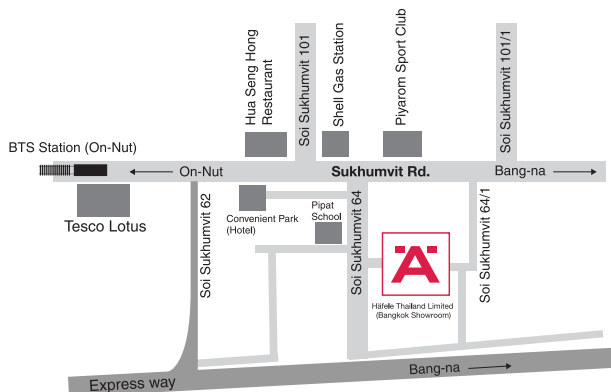 Hua Seng Hong
Restaurant
Soi Sukhumvit 101
Shell Gas Station
Piyarom Sport Club
Soi Sukhumvit 101/1
BTS Station (On-Nut)
On-Nut
Sukhumvit Rd.
Bang-na
Tesco Lotus
Soi Sukhumvit 62
Convenient Park
(Hotel)
Pipat
School
Soi Sukhumvit 64
Ä
Soi Sukhumvit 64/1
Häfele Thailand Limited
(Bangkok Showroom)
Express way
Bang-na